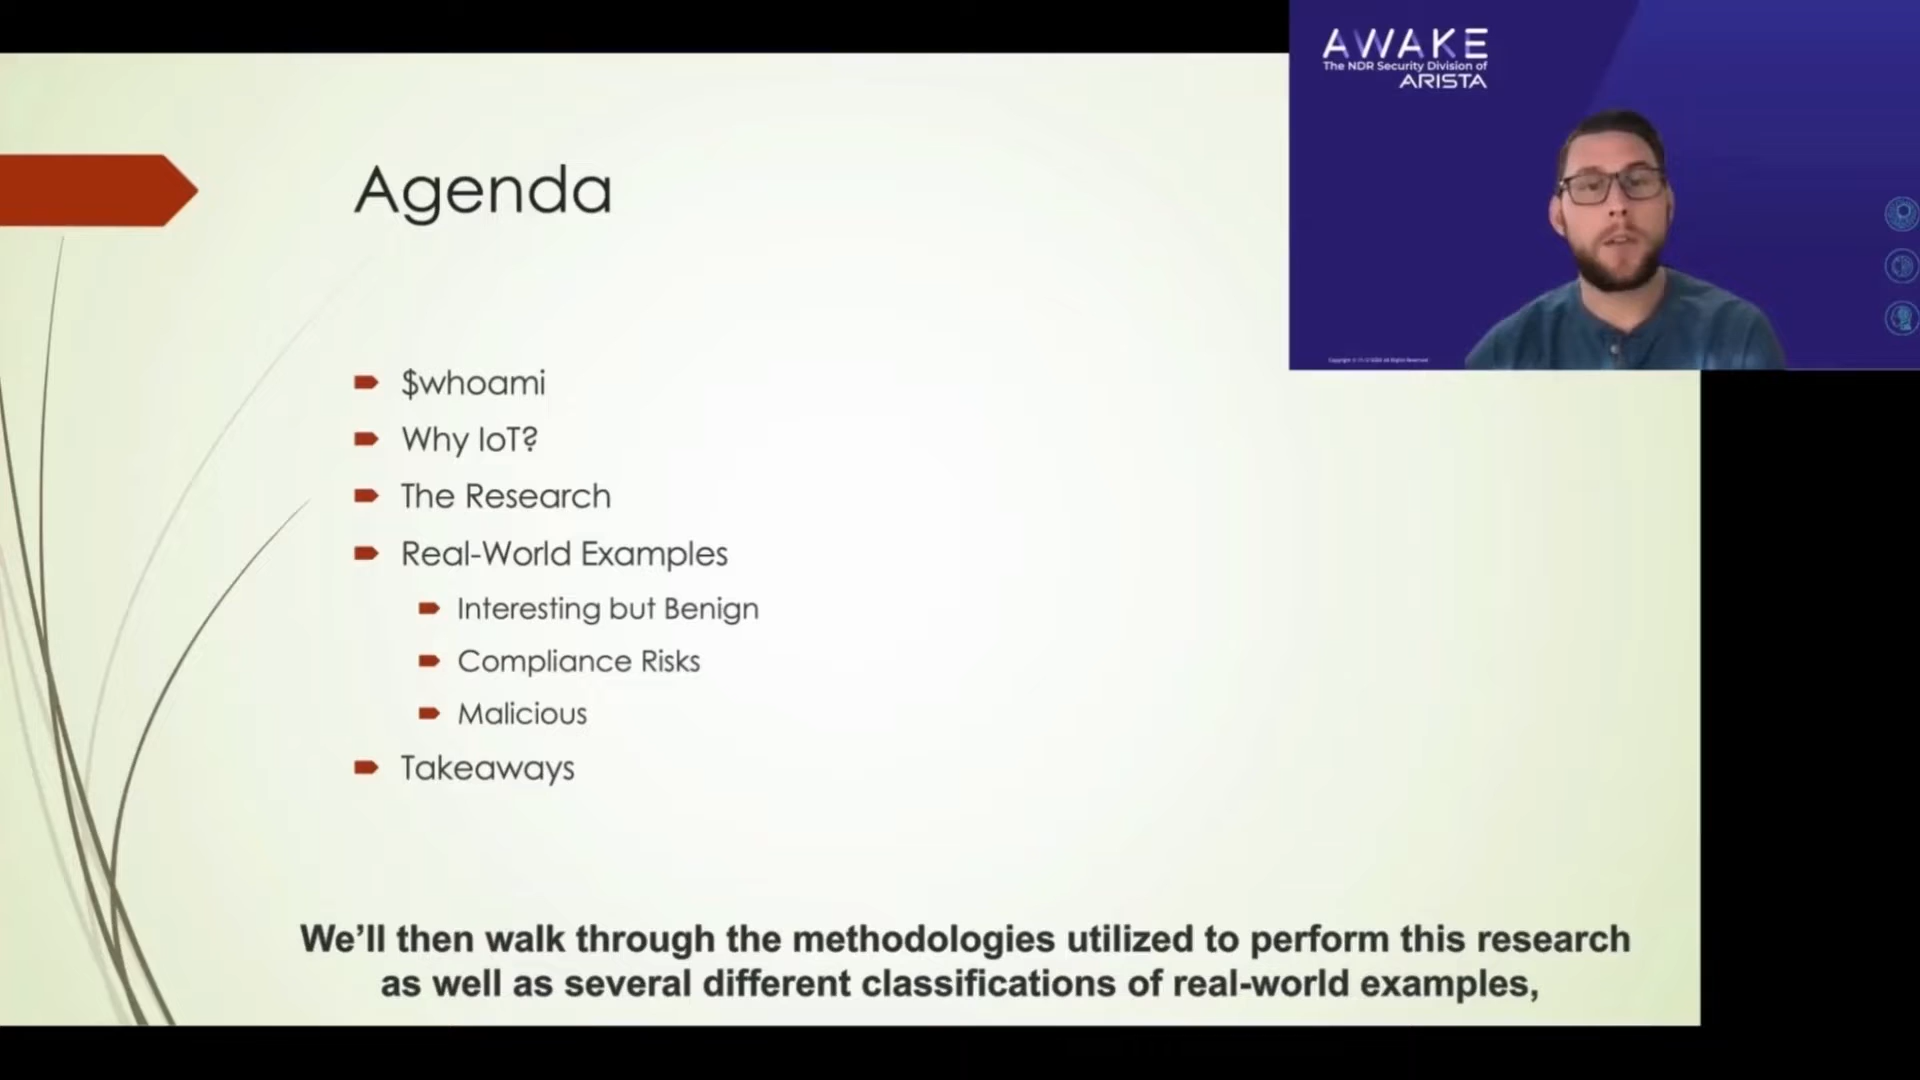 AWAKE
The NDR Security Division of
ARISTA
Agenda
$whoami
Why IoT?
The Research
Real-World Examples
Interesting but Benign
Compliance Risks
Malicious
Takeaways
We’ll then walk through the methodologies utilized to perform this research
as well as several different classifications of real-world examples,